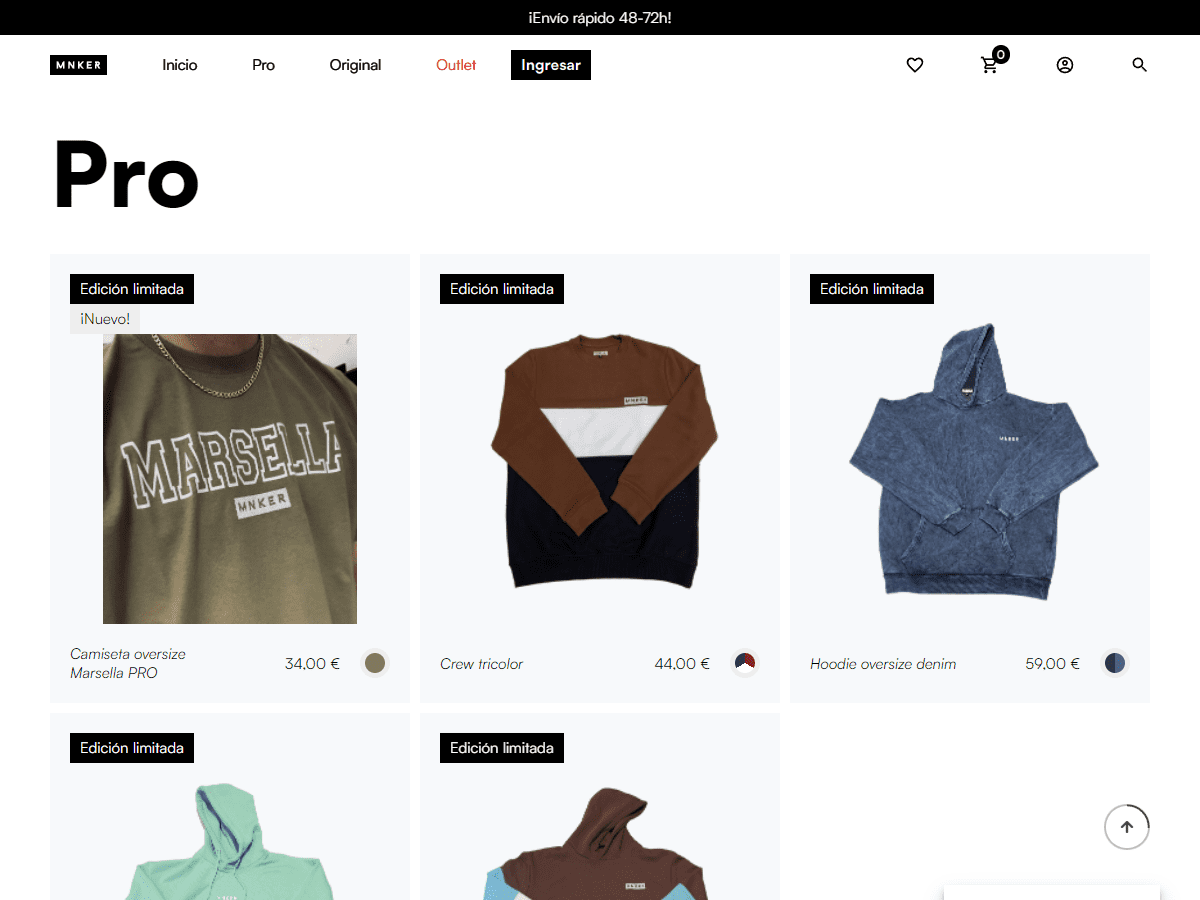 ¡Envío rápido 48-72h!
MNKER
Inicio
Pro
Original
Outlet
Ingresar
0
Pro
Edición limitada
¡Nuevo!
MARSELLA
MNKER
Camiseta oversize
Marsella PRO
34,00 €
Edición limitada
MNKER
Crew tricolor
44,00 €
Edición limitada
MNKER
Hoodie oversize denim
59,00 €
Edición limitada
Edición limitada
MNKER